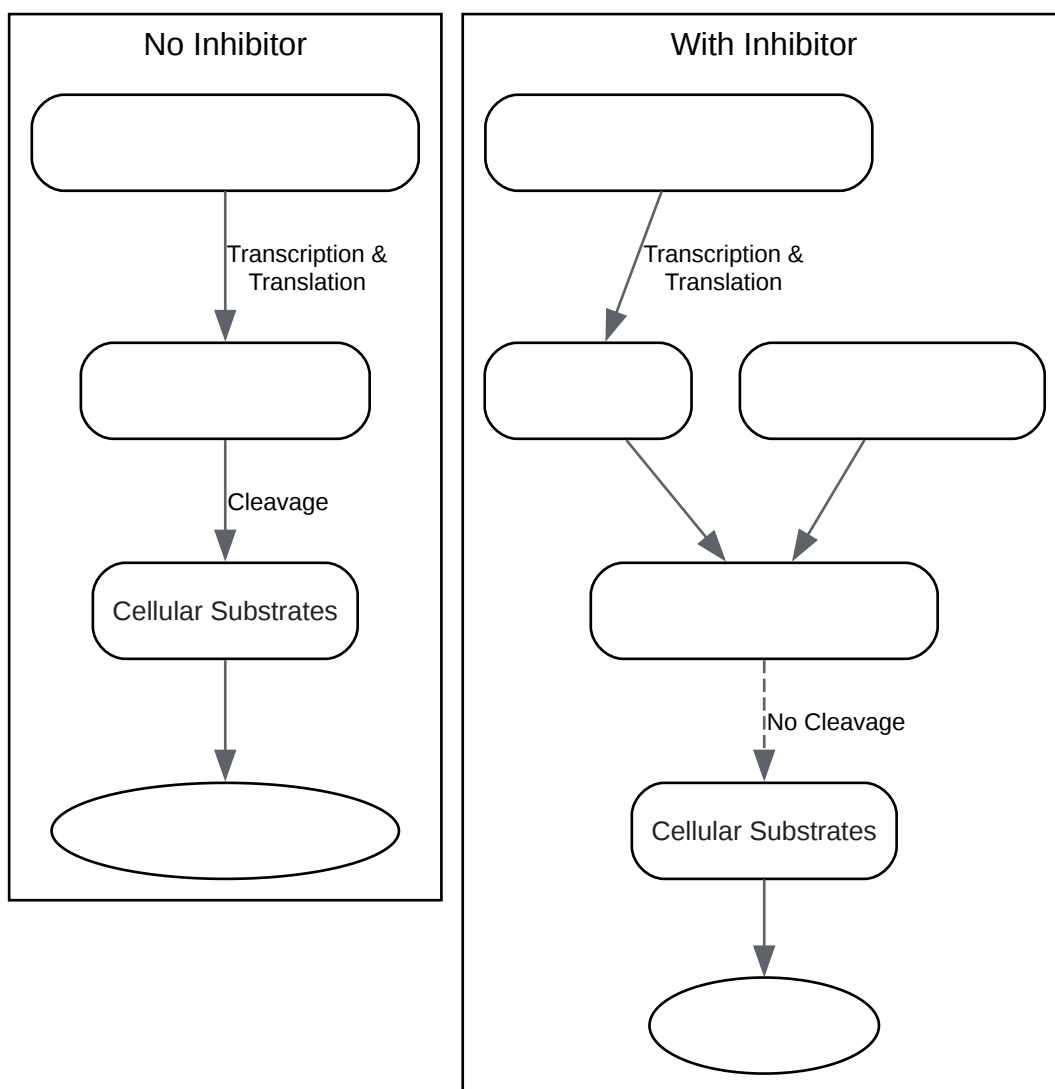 No Inhibitor
Transcription &
Translation
Cleavage
Cellular Substrates
With Inhibitor
Transcription &
Translation
No Cleavage
Cellular Substrates